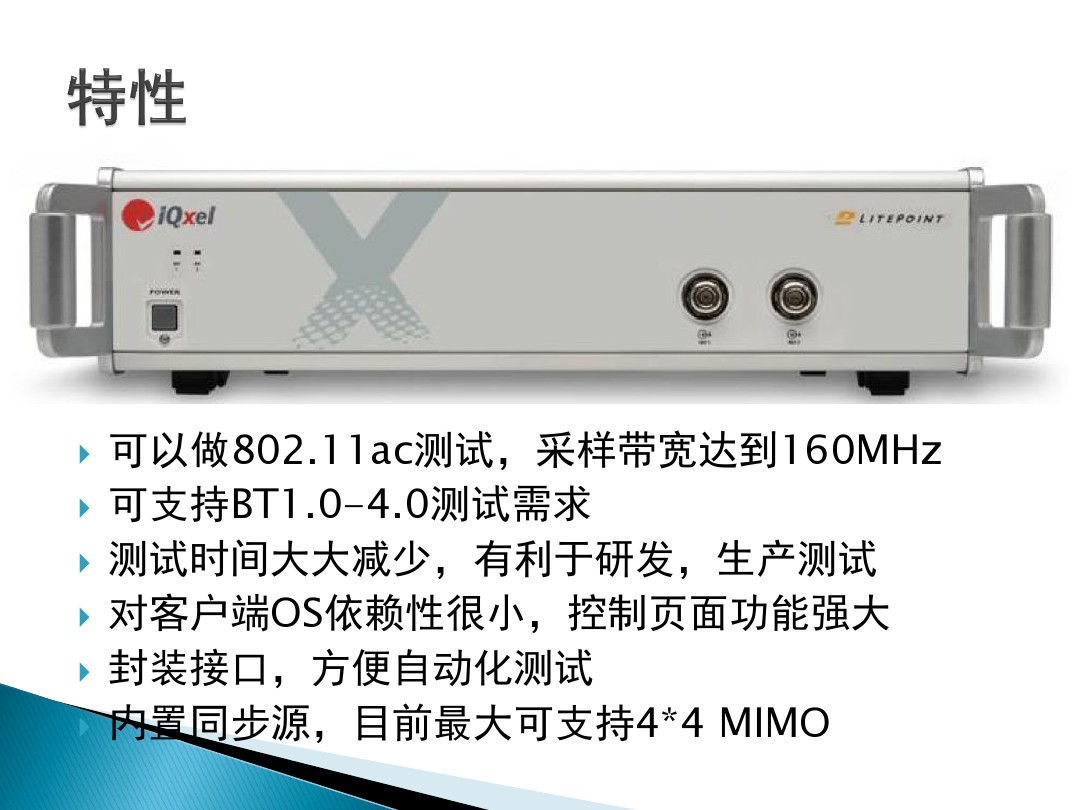 特性
iQxel
LITEPOINT
POWER
可以做802.11ac测试，采样带宽达到160MHz
可支持BT1.0-4.0测试需求
测试时间大大减少，有利于研发，生产测试
对客户端OS依赖性很小，控制页面功能强大
封装接口，方便自动化测试
内置同步源，目前最大可支持4*4 MIMO